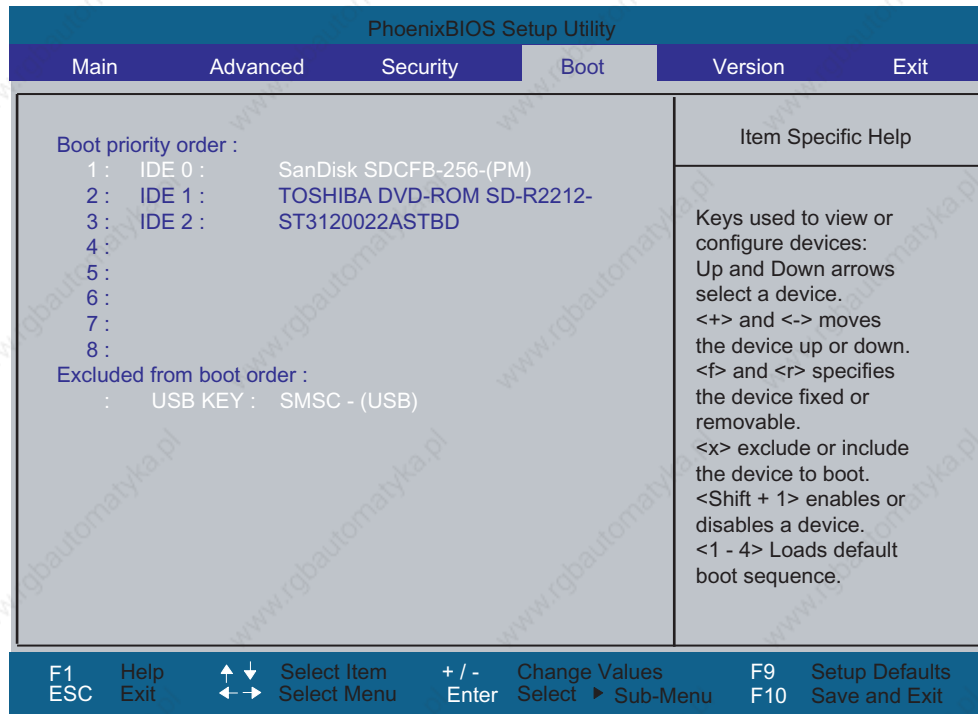 PhoenixBIOS Setup Utility
Main Advanced Security Boot Version Exit
Boot priority order :
1 : IDE 0 : SanDisk SDCFB-256-(PM)
2 : IDE 1 : TOSHIBA DVD-ROM SD-R2212-
3 : IDE 2 : ST3120022ASTBD
4 :
5 :
6 :
7 :
8 :
Excluded from boot order :
: USB KEY : SMSC - (USB)
Item Specific Help
Keys used to view or
configure devices:
Up and Down arrows
select a device.
<+> and <-> moves
the device up or down.
<f> and <r> specifies
the device fixed or
removable.
<x> exclude or include
the device to boot.
<Shift + 1> enables or
disables a device.
<1 - 4> Loads default
boot sequence.
F1 Help Select Item + / - Change Values F9 Setup Defaults
ESC Exit Select Menu Enter Select Sub-Menu F10 Save and Exit
www.rgbautomatyka.pl